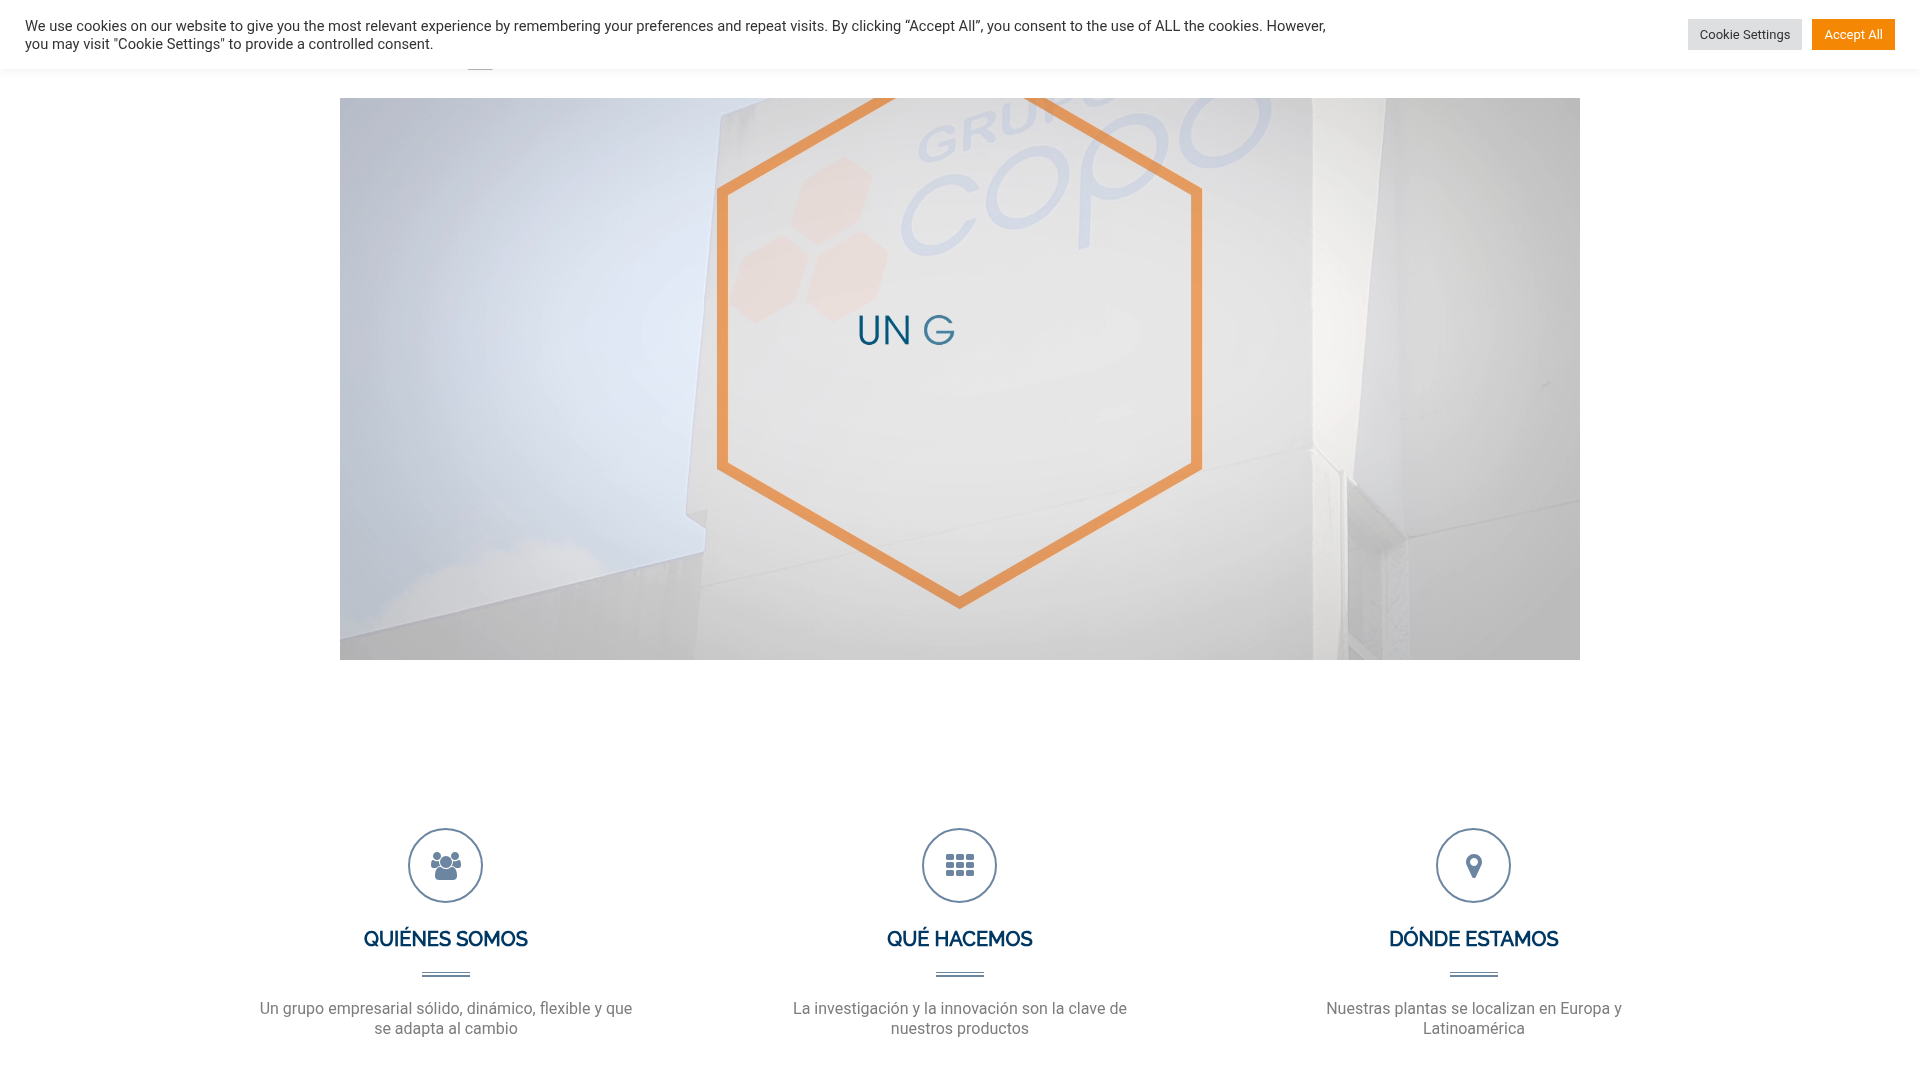 We use cookies on our website to give you the most relevant experience by remembering your preferences and repeat visits. By clicking “Accept All”, you consent to the use of ALL the cookies. However,
you may visit "Cookie Settings" to provide a controlled consent.
Cookie Settings
Accept All
GRUPO
copo
UN G
QUIÉNES SOMOS
QUÉ HACEMOS
DÓNDE ESTAMOS
Un grupo empresarial sólido, dinámico, flexible y que
se adapta al cambio
La investigación y la innovación son la clave de
nuestros productos
Nuestras plantas se localizan en Europa y
Latinoamérica